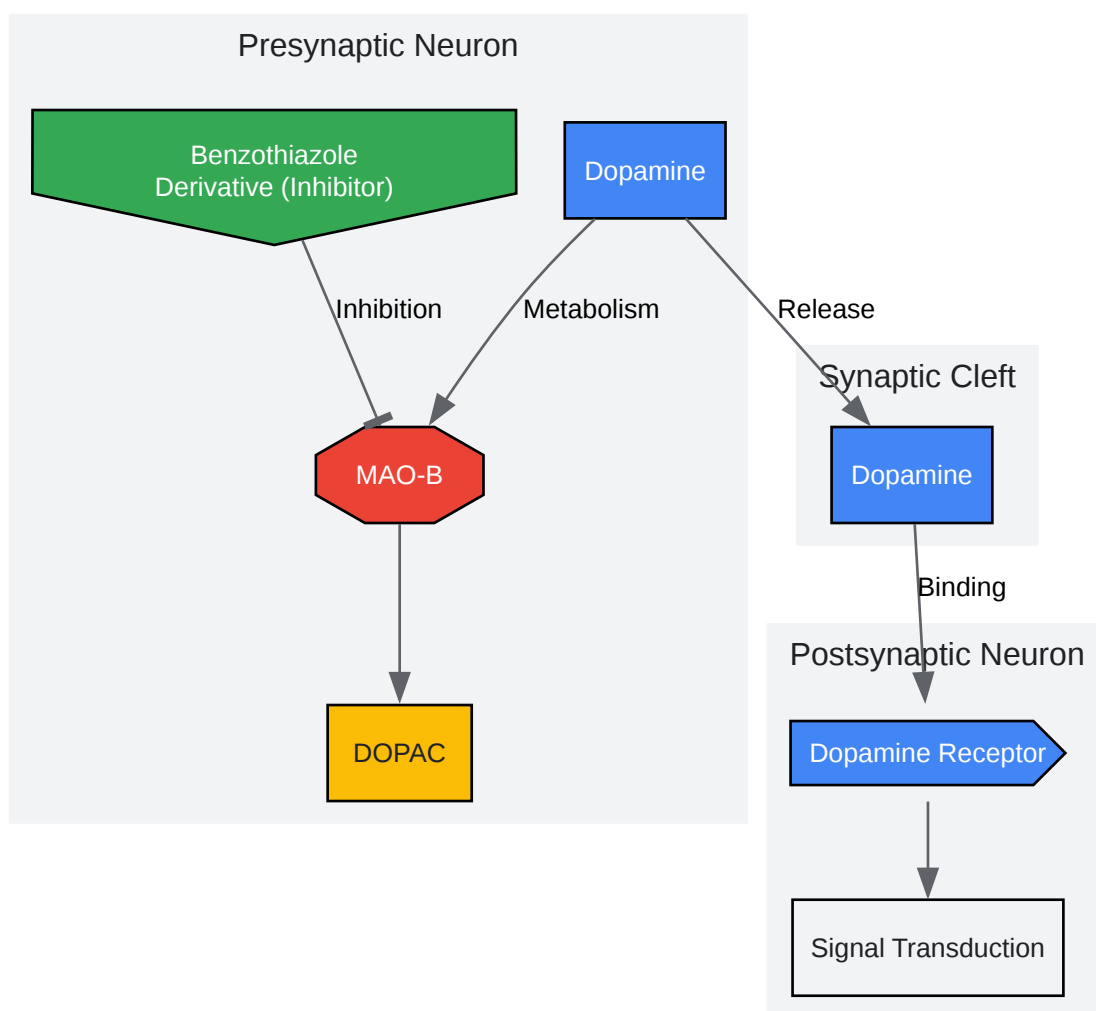 Presynaptic Neuron
Benzothiazole
Derivative (Inhibitor)
Dopamine
Inhibition
Metabolism
Release
Synaptic Cleft
MAO-B
Dopamine
Binding
Postsynaptic Neuron
DOPAC
Dopamine Receptor
Signal Transduction